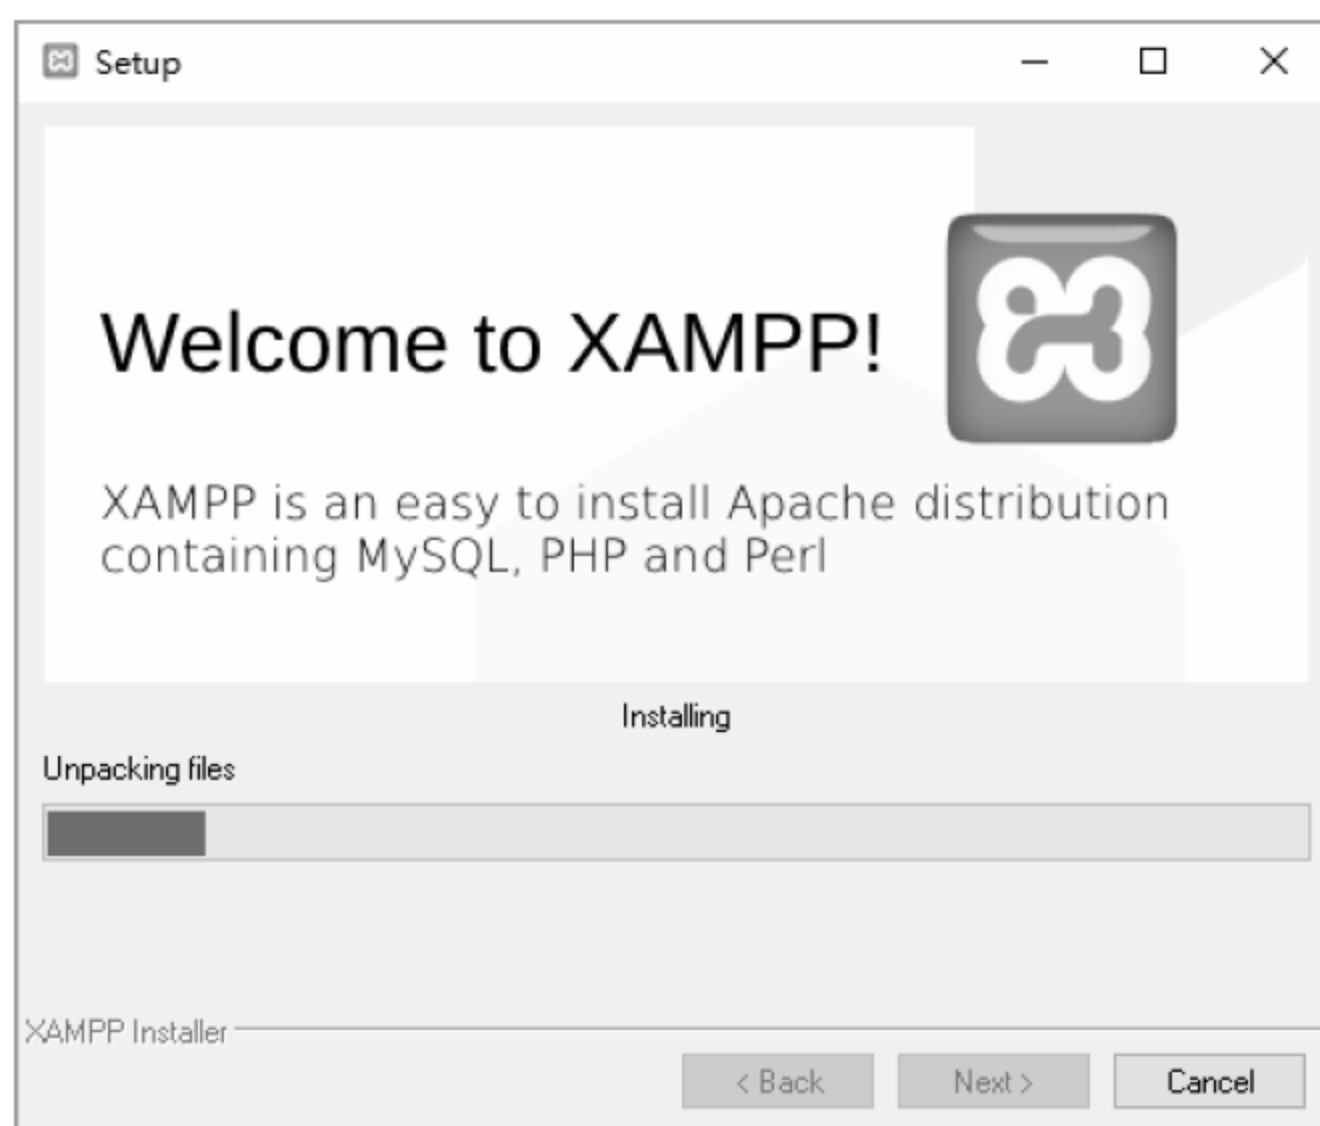 Setup
Welcome to XAMPP!
XAMPP is an easy to install Apache distribution
containing MySQL, PHP and Perl
Installing
Unpacking files
XAMPP Installer
< Back
Next >
Cancel